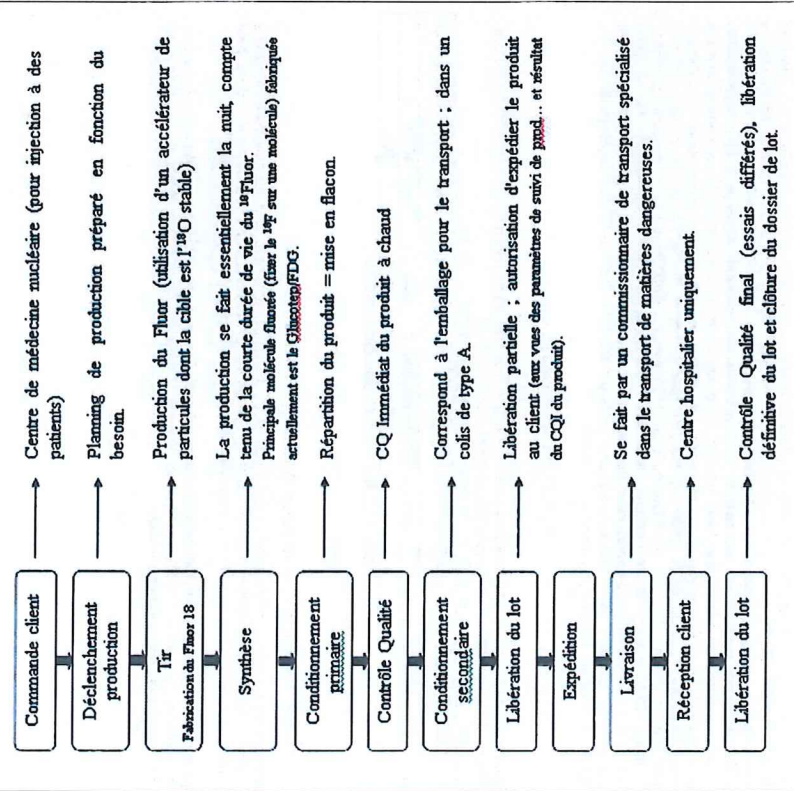 Commande client
Centre de médecine nucléaire (pour injection à des
patients)
Déclenchement
production
Planning de production préparé en fonction du
besoin.
Tir
Fabrication du Fluor 18
Production du Fluor (utilisation d'un accélérateur de
particules dont la cible est l'¹⁸O stable)
Synthèse
La production se fait essentiellement la nuit, compte
tenu de la courte durée de vie du ¹⁸Fluor.
Principale molécule fluorée (fixer le ¹⁸F sur une molécule) fabriquée
actuellement est le Glucotep/FDG.
Conditionnement
primaire
Répartition du produit = mise en flacon.
Contrôle Qualité
CQ Immédiat du produit à chaud
Conditionnement
secondaire
Correspond à l'emballage pour le transport ; dans un
colis de type A.
Libération du lot
Libération partielle ; autorisation d'expédier le produit
au client (aux vues des paramètres de suivi de prod... et résultat
du CQI du produit).
Expédition
Livraison
Se fait par un commissionnaire de transport spécialisé
dans le transport de matières dangereuses.
Réception client
Centre hospitalier uniquement.
Libération du lot
Contrôle Qualité final (essais différés), libération
définitive du lot et clôture du dossier de lot.